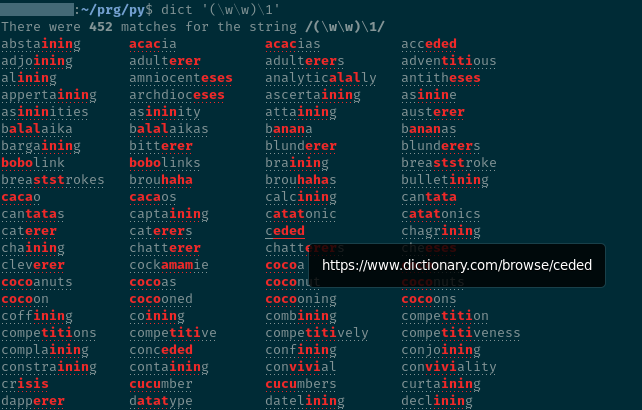 :~/prg/py$ dict '(\w\w)\1'
There were 452 matches for the string /(\w\w)\1/
abstaining acacia acacias acceded
adjoining adulterer adulterers adventitious
alining amniocenteses analytically antitheses
appertaining archdioceses ascertaining asinine
asininities asininity attaining austerer
balalaika balalaikas banana bananas
bargaining bitterer blunderer blunderers
bobolink bobolinks braining breaststroke
breaststrokes brouhaha brouhahas bulletining
cacao cacaos calcining cantata
cantatas captaining catatonic catatonics
caterer caterers ceded chagrining
chaining chatterer chatterers cheeses
cleverer cockamamie cocoa
https://www.dictionary.com/browse/ceded
cocoanuts cocoas coconut coconuts
cocoon cocooned cocooning cocoons
coffining coining combining competition
competitions competitive competitively competitiveness
complaining conceded confining conjoining
constraining containing convivial conviviality
crisis cucumber cucumbers curtaining
dapperer datatype datelining declining